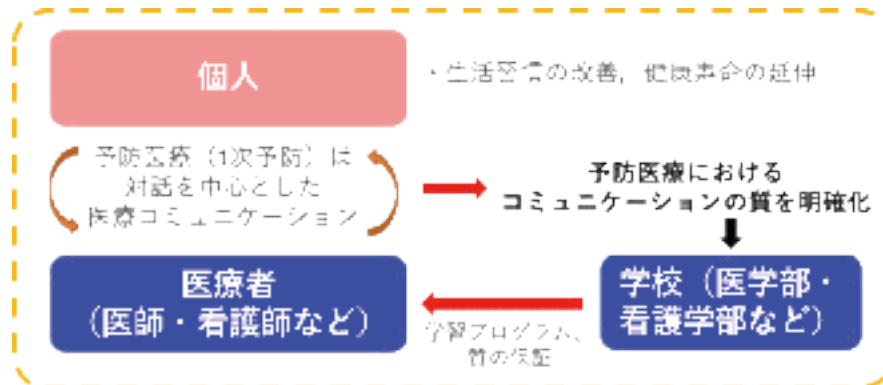 個人
・生活習慣の改善，健康寿命の延伸
予防医療（1次予防）は
対話を中心とした
医療コミュニケーション
予防医療における
コミュニケーションの質を明確化
医療者
（医師・看護師など）
学校（医学部・
看護学部など）
学習プログラム、
質の保証